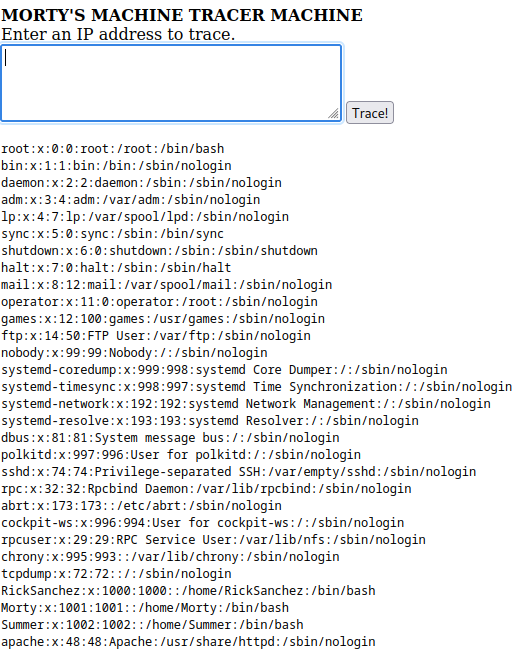 MORTY'S MACHINE TRACER MACHINE
Enter an IP address to trace.
Trace!
root:x:0:0:root:/root:/bin/bash
bin:x:1:1:bin:/bin:/sbin/nologin
daemon:x:2:2:daemon:/sbin:/sbin/nologin
adm:x:3:4:adm:/var/adm:/sbin/nologin
lp:x:4:7:lp:/var/spool/lpd:/sbin/nologin
sync:x:5:0:sync:/sbin:/bin/sync
shutdown:x:6:0:shutdown:/sbin:/sbin/shutdown
halt:x:7:0:halt:/sbin:/sbin/halt
mail:x:8:12:mail:/var/spool/mail:/sbin/nologin
operator:x:11:0:operator:/root:/sbin/nologin
games:x:12:100:games:/usr/games:/sbin/nologin
ftp:x:14:50:FTP User:/var/ftp:/sbin/nologin
nobody:x:99:99:Nobody:/:/sbin/nologin
systemd-coredump:x:999:998:systemd Core Dumper:/:/sbin/nologin
systemd-timesync:x:998:997:systemd Time Synchronization:/:/sbin/nologin
systemd-network:x:192:192:systemd Network Management:/:/sbin/nologin
systemd-resolve:x:193:193:systemd Resolver:/:/sbin/nologin
dbus:x:81:81:System message bus:/:/sbin/nologin
polkitd:x:997:996:User for polkitd:/:/sbin/nologin
sshd:x:74:74:Privilege-separated SSH:/var/empty/sshd:/sbin/nologin
rpc:x:32:32:Rpcbind Daemon:/var/lib/rpcbind:/sbin/nologin
abrt:x:173:173::/etc/abrt:/sbin/nologin
cockpit-ws:x:996:994:User for cockpit-ws:/:/sbin/nologin
rpcuser:x:29:29:RPC Service User:/var/lib/nfs:/sbin/nologin
chrony:x:995:993::/var/lib/chrony:/sbin/nologin
tcpdump:x:72:72::/:/sbin/nologin
RickSanchez:x:1000:1000::/home/RickSanchez:/bin/bash
Morty:x:1001:1001::/home/Morty:/bin/bash
Summer:x:1002:1002::/home/Summer:/bin/bash
apache:x:48:48:Apache:/usr/share/httpd:/sbin/nologin